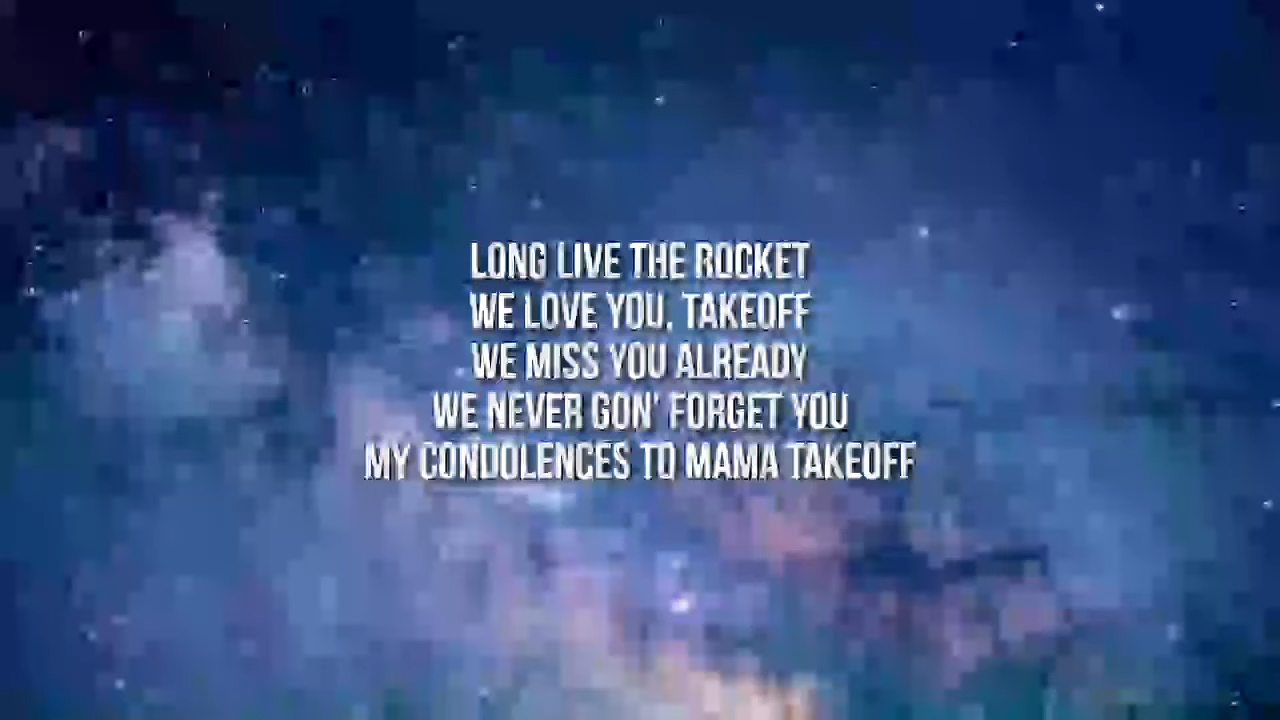 LONG LIVE THE ROCKET
WE LOVE YOU, TAKEOFF
WE MISS YOU ALREADY
WE NEVER GON' FORGET YOU
MY CONDOLENCES TO MAMA TAKEOFF